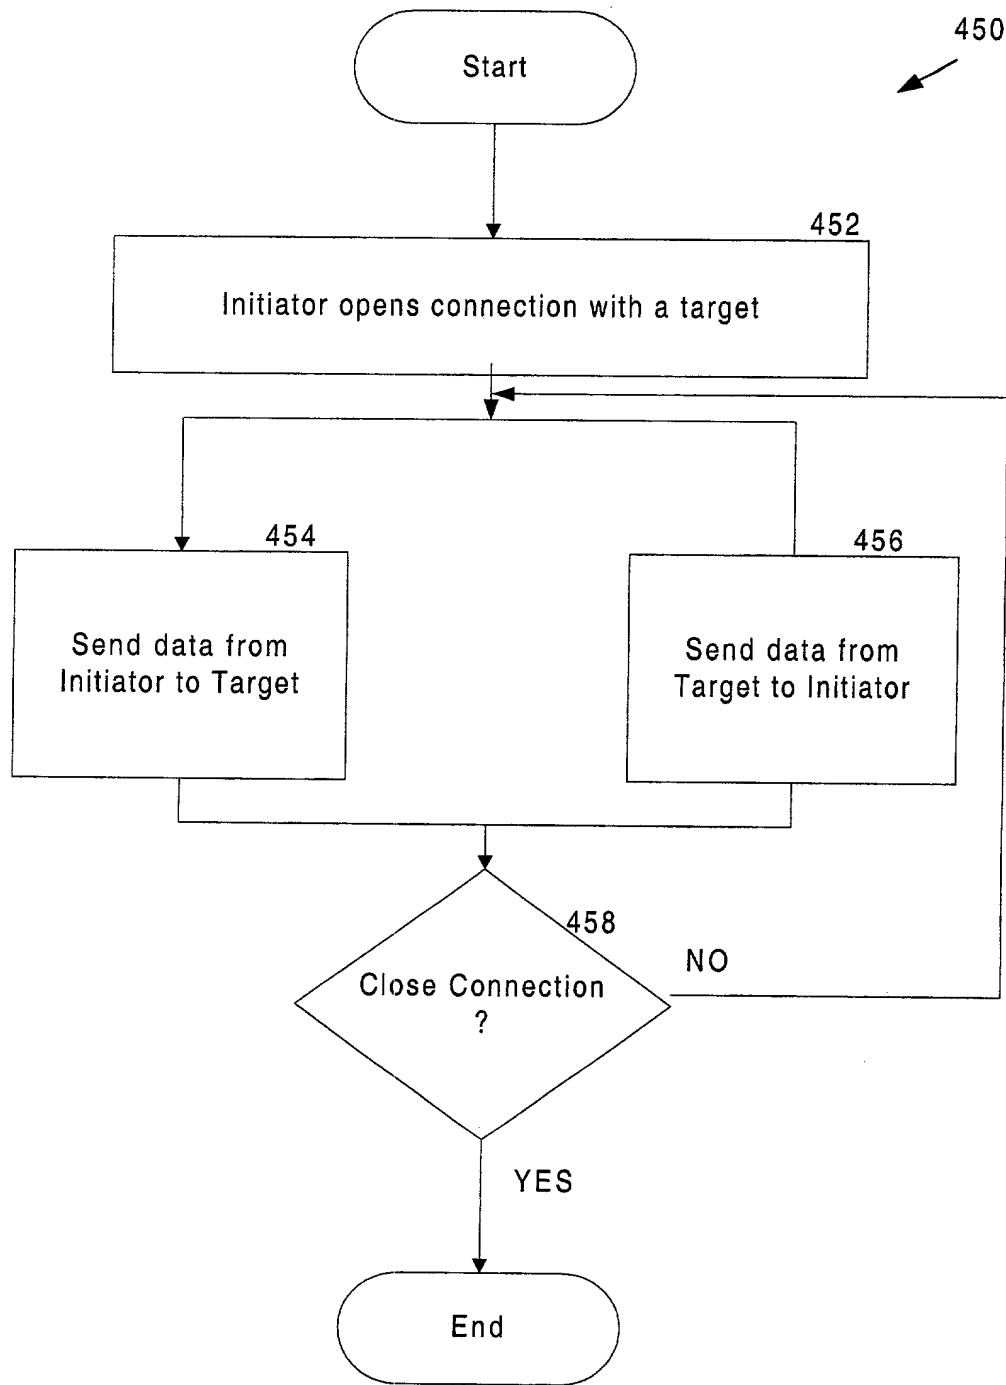 450
Start
452
Initiator opens connection with a target
454
456
Send data from
Initiator to Target
Send data from
Target to Initiator
458
NO
Close Connection
?
YES
End